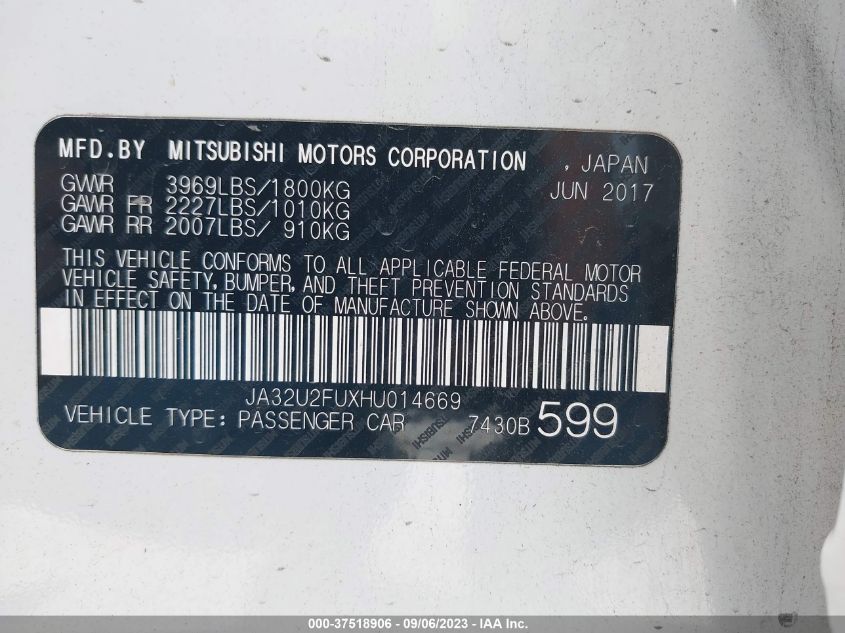 MFD.BY MITSUBISHI MOTORS CORPORATION , JAPAN
GVWR 3969LBS/1800KG JUN 2017
GAWR FR 2227LBS/1010KG
GAWR RR 2007LBS/ 910KG
THIS VEHICLE CONFORMS TO ALL APPLICABLE FEDERAL MOTOR
VEHICLE SAFETY, BUMPER, AND THEFT PREVENTION STANDARDS
IN EFFECT ON THE DATE OF MANUFACTURE SHOWN ABOVE.
JA32U2FUXHU014669
VEHICLE TYPE: PASSENGER CAR 7430B 599
000-37518906 - 09/06/2023 - IAA Inc.